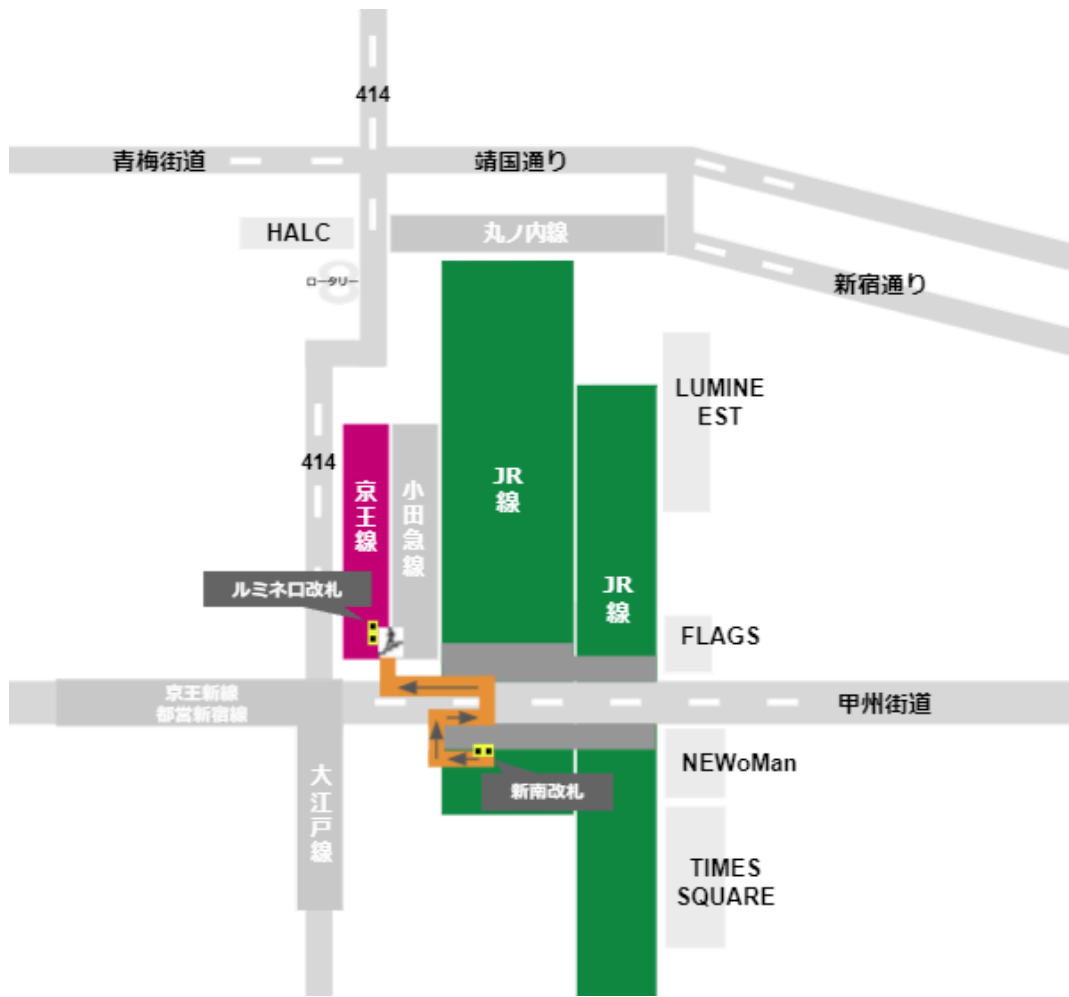 414
青梅街道
靖国通り
HALC
丸ノ内線
ロータリー
8
新宿通り
LUMINE
EST
414
京王線
小田急線
JR
線
JR
線
ルミネ口改札
FLAGS
京王新線
都営新宿線
甲州街道
大江戸線
新南改札
NEWoMan
TIMES
SQUARE